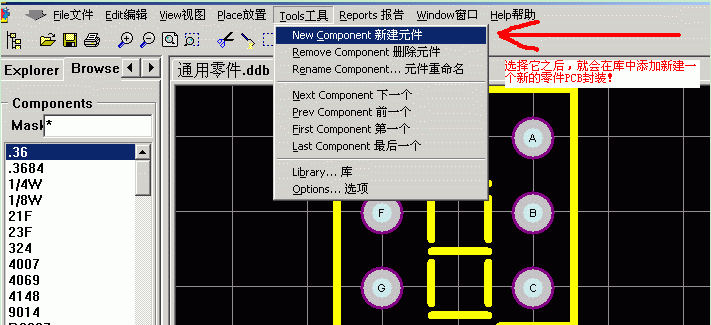 File文件 Edit编辑 View视图 Place放置 Tools工具 Reports 报告 Window窗口 Help帮助
New Component 新建元件
Remove Component 删除元件
Rename Component... 元件重命名
Next Component 下一个
Prev Component 前一个
First Component 第一个
Last Component 最后一个
Library... 库
Options... 选项
选择它之后，就会在库中添加新建一
个新的零件PCB封装!
Explorer Browse
通用零件.ddb
Components
Mask *
.36
.3684
1/4W
1/8W
21F
23F
324
4007
4069
4148
9014
A
F
B
G
C